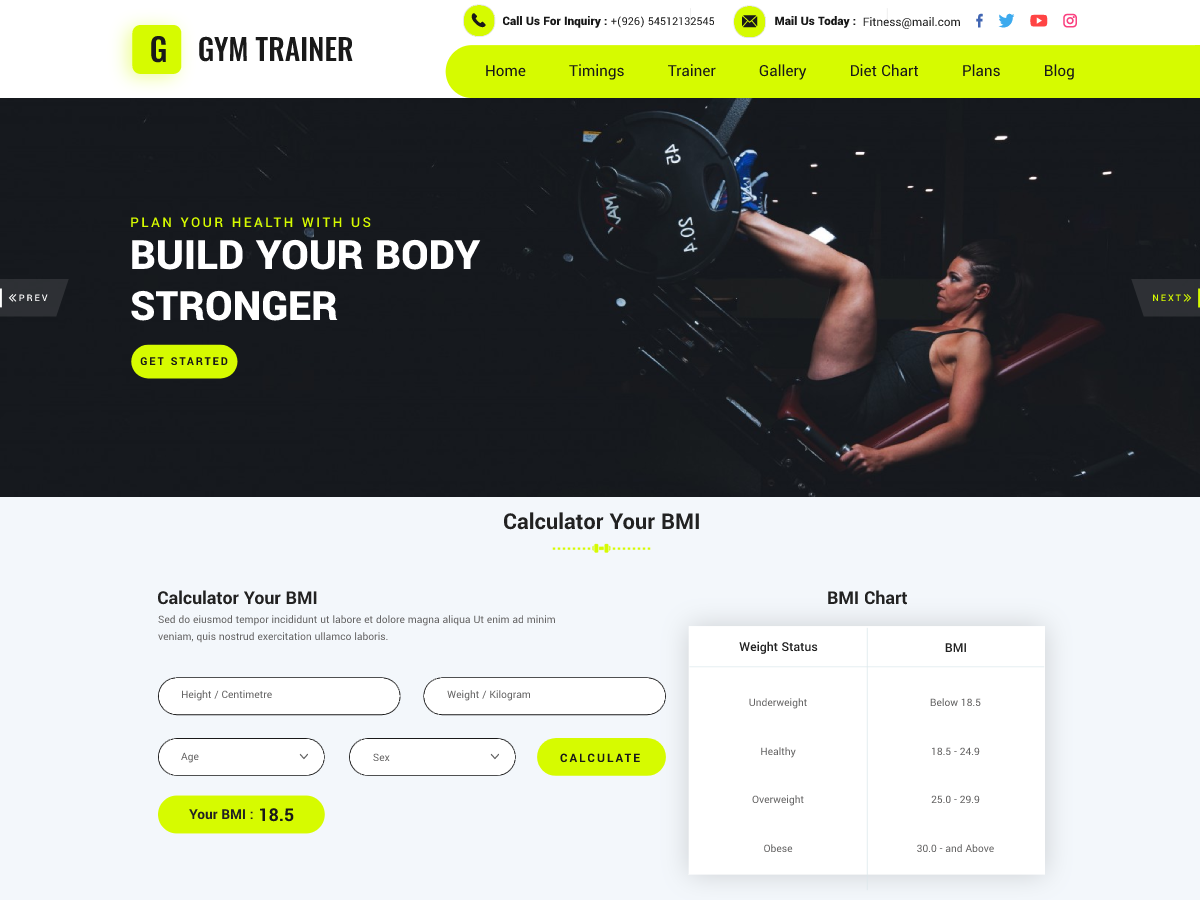 G GYM TRAINER
Call Us For Inquiry : +(926) 54512132545
Mail Us Today : Fitness@mail.com
Home Timings Trainer Gallery Diet Chart Plans Blog
45
20.4
PLAN YOUR HEALTH WITH US
BUILD YOUR BODY
STRONGER
PREV
NEXT
GET STARTED
Calculator Your BMI
Calculator Your BMI
Sed do eiusmod tempor incididunt ut labore et dolore magna aliqua Ut enim ad minim
veniam, quis nostrud exercitation ullamco laboris.
Height / Centimetre
Weight / Kilogram
Age
Sex
CALCULATE
Your BMI : 18.5
BMI Chart
Weight Status BMI
Underweight Below 18.5
Healthy 18.5 - 24.9
Overweight 25.0 - 29.9
Obese 30.0 - and Above